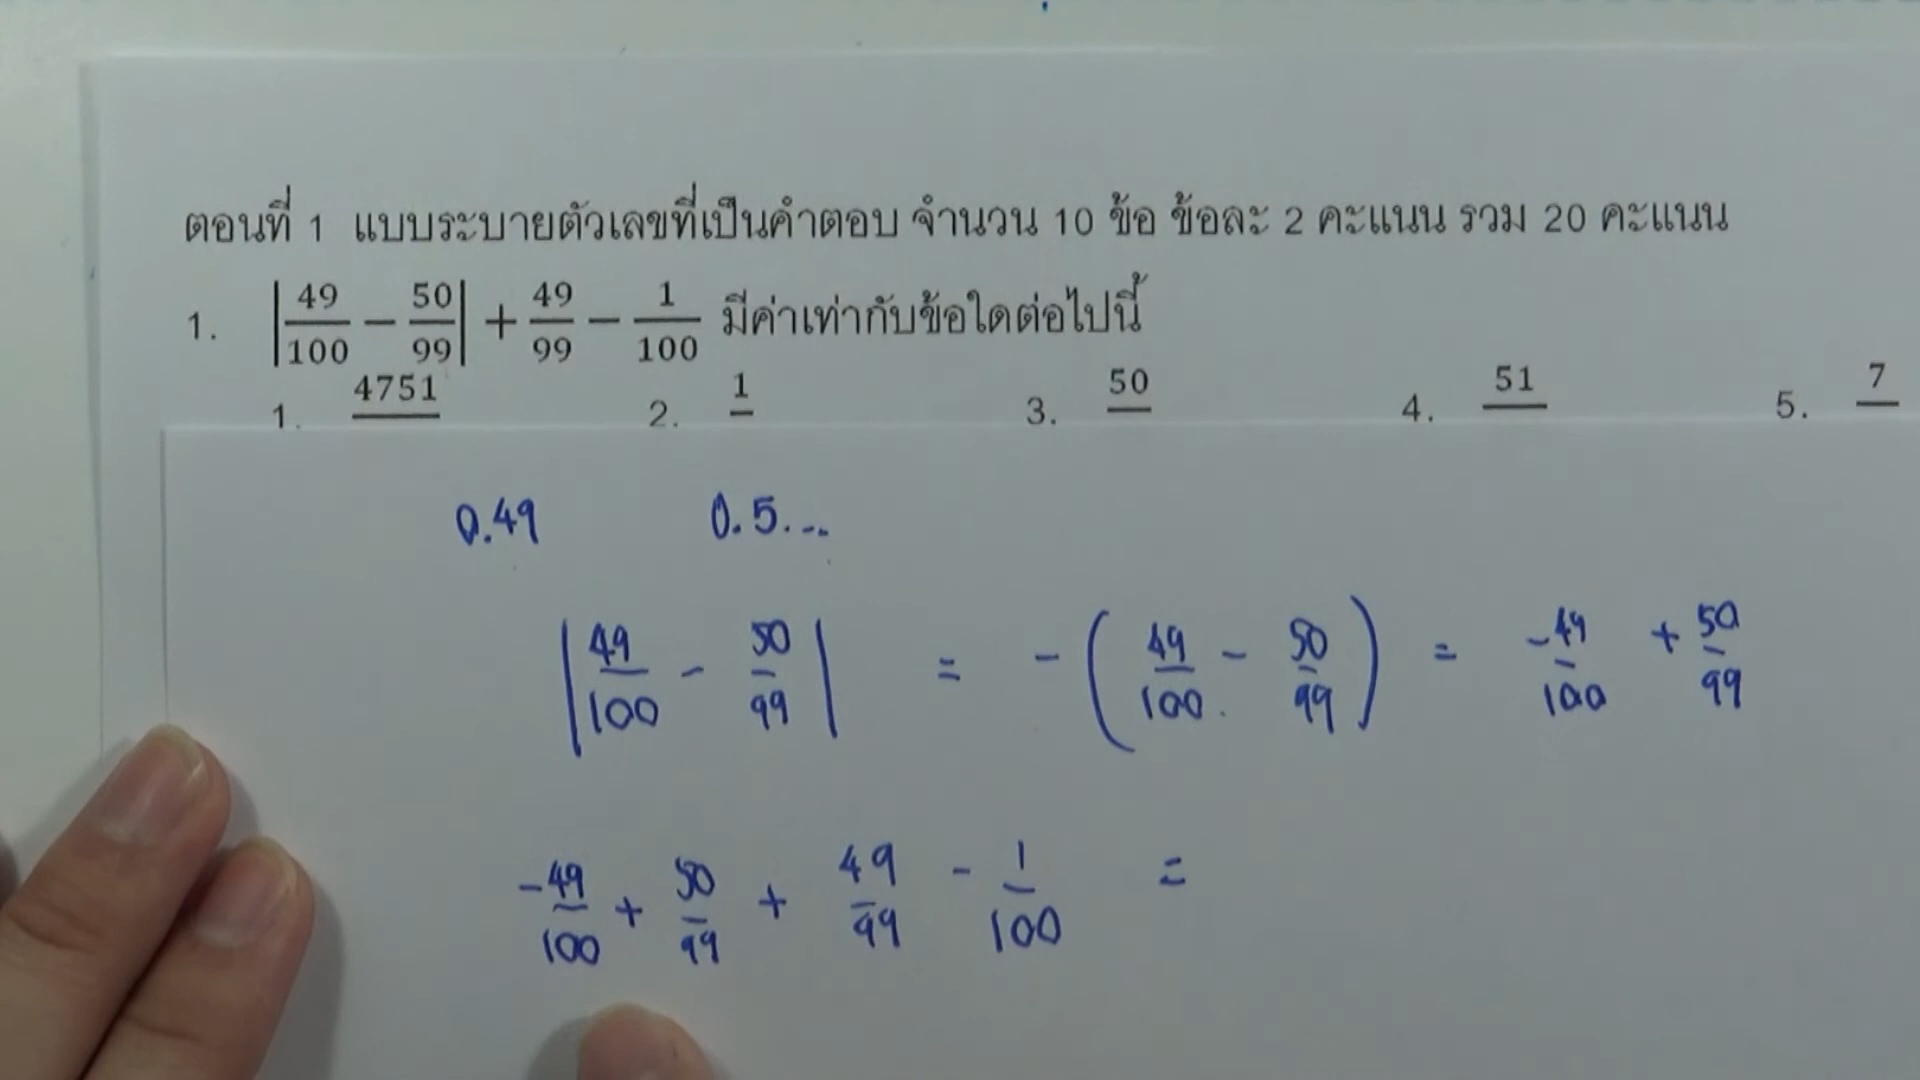 ตอนที่ 1 แบบระบายตัวเลขที่เป็นคำตอบ จำนวน 10 ข้อ ข้อละ 2 คะแนน รวม 20 คะแนน
1. |49/100 − 50/99| + 49/99 − 1/100 มีค่าเท่ากับข้อใดต่อไปนี้
1. 4751 2. 1 3. 50 4. 51 5. 7
0.49 0.5...
|49/100 - 50/99| = -(49/100 - 50/99) = -49/100 + 50/99
-49/100 + 50/99 + 49/99 - 1/100 =